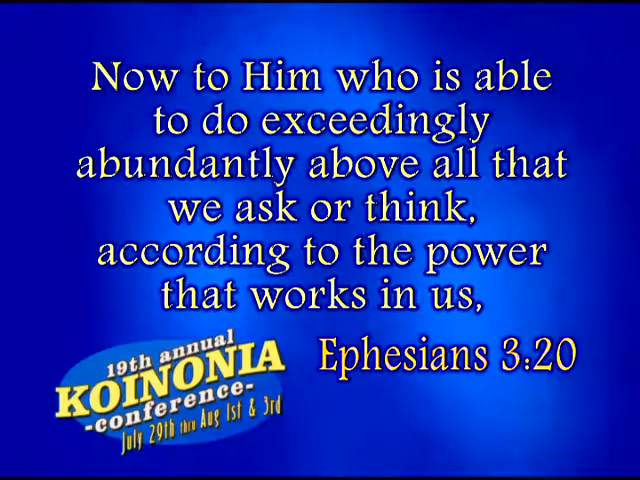 Now to Him who is able
to do exceedingly
abundantly above all that
we ask or think,
according to the power
that works in us,
Ephesians 3:20
19th annual
KOINONIA
-conference-
July 29th thru Aug 1st & 3rd